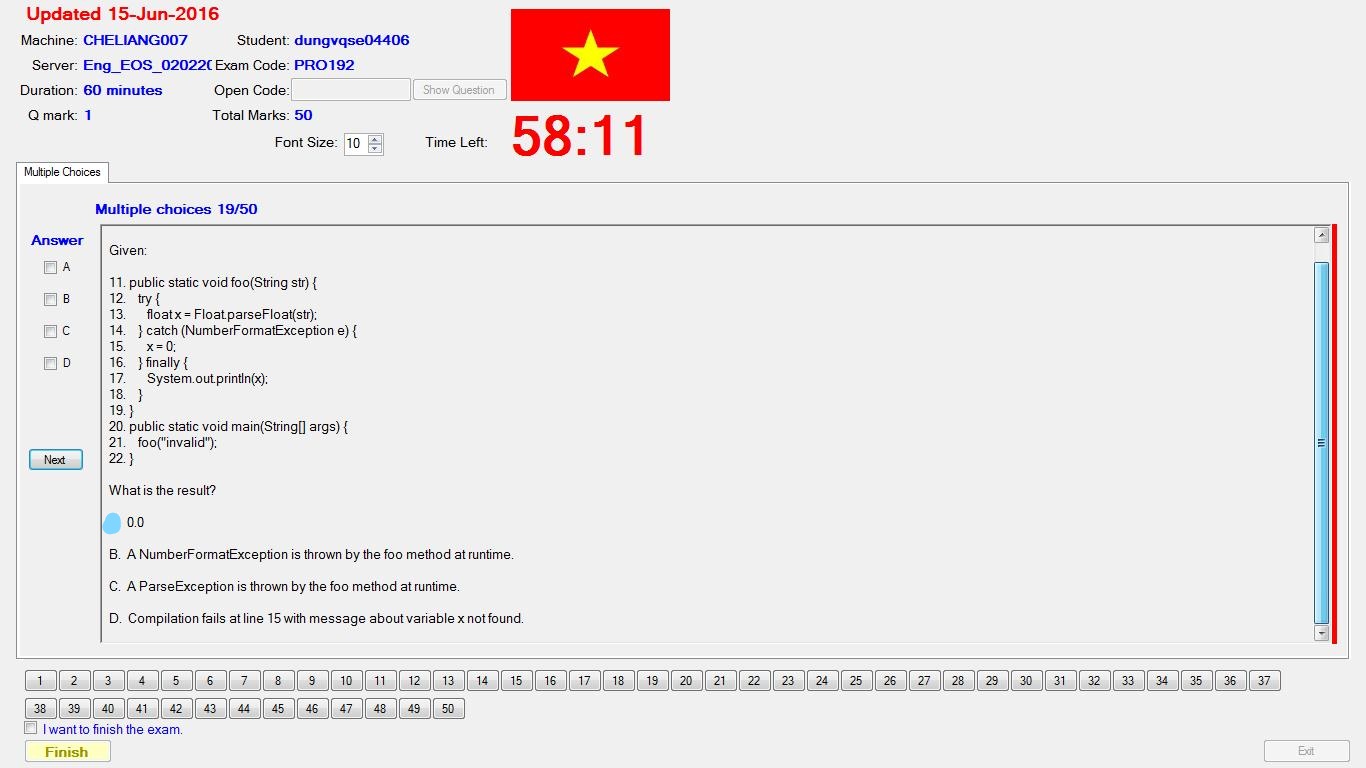 Updated 15-Jun-2016
Machine: CHELIANG007 Student: dungvqse04406
Server: Eng_EOS_02022( Exam Code: PRO192
Duration: 60 minutes Open Code: Show Question
Q mark: 1 Total Marks: 50
Font Size: 10 Time Left: 58:11
Multiple Choices
Multiple choices 19/50
Answer
A
B
C
D
Next
Given:
11. public static void foo(String str) {
12. try {
13. float x = Float.parseFloat(str);
14. } catch (NumberFormatException e) {
15. x = 0;
16. } finally {
17. System.out.println(x);
18. }
19. }
20. public static void main(String[] args) {
21. foo("invalid");
22. }
What is the result?
0.0
B. A NumberFormatException is thrown by the foo method at runtime.
C. A ParseException is thrown by the foo method at runtime.
D. Compilation fails at line 15 with message about variable x not found.
1 2 3 4 5 6 7 8 9 10 11 12 13 14 15 16 17 18 19 20 21 22 23 24 25 26 27 28 29 30 31 32 33 34 35 36 37
38 39 40 41 42 43 44 45 46 47 48 49 50
I want to finish the exam.
Finish
Exit